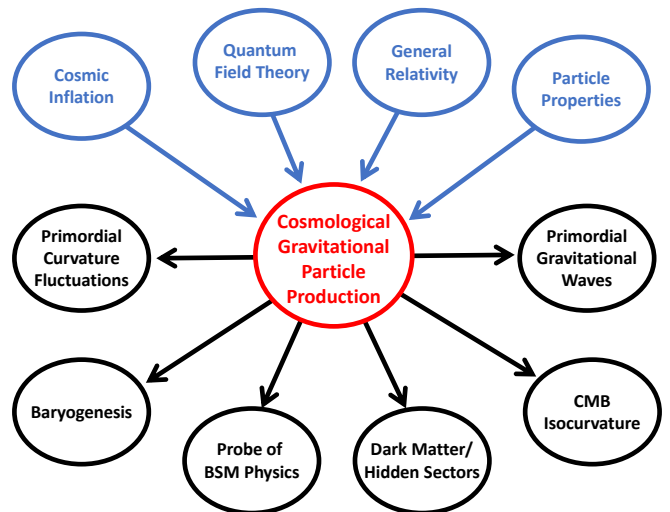 Cosmic
Inflation
Quantum
Field Theory
General
Relativity
Particle
Properties
Cosmological
Gravitational
Particle
Production
Primordial
Curvature
Fluctuations
Primordial
Gravitational
Waves
Baryogenesis
Probe of
BSM Physics
Dark Matter/
Hidden Sectors
CMB
Isocurvature